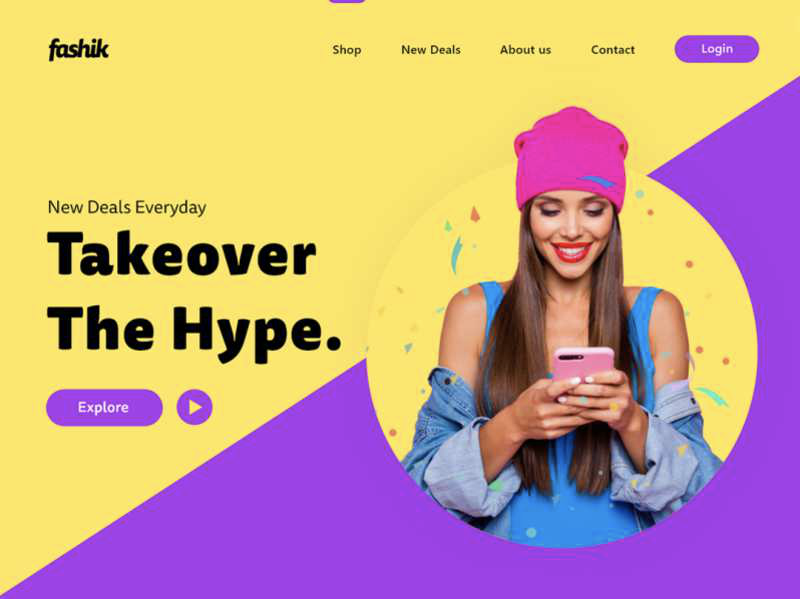 fashik
Shop New Deals About us Contact Login
New Deals Everyday
Takeover
The Hype.
Explore